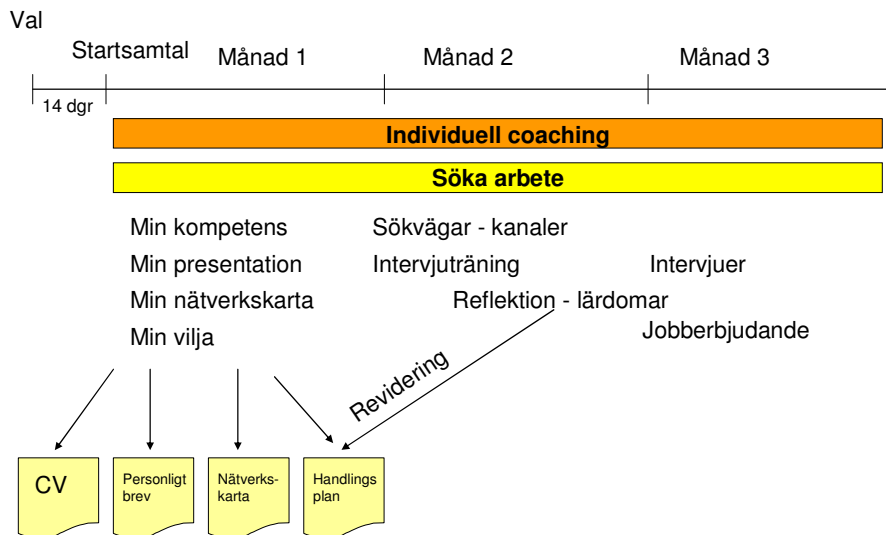 Val
Startsamtal
Månad 1
Månad 2
Månad 3
14 dgr
Individuell coaching
Söka arbete
Min kompetens
Sökvägar - kanaler
Min presentation
Intervjuträning
Intervjuer
Min nätverkskarta
Reflektion - lärdomar
Min vilja
Jobberbjudande
Revidering
CV
Personligt
brev
Nätverks-
karta
Handlings
plan